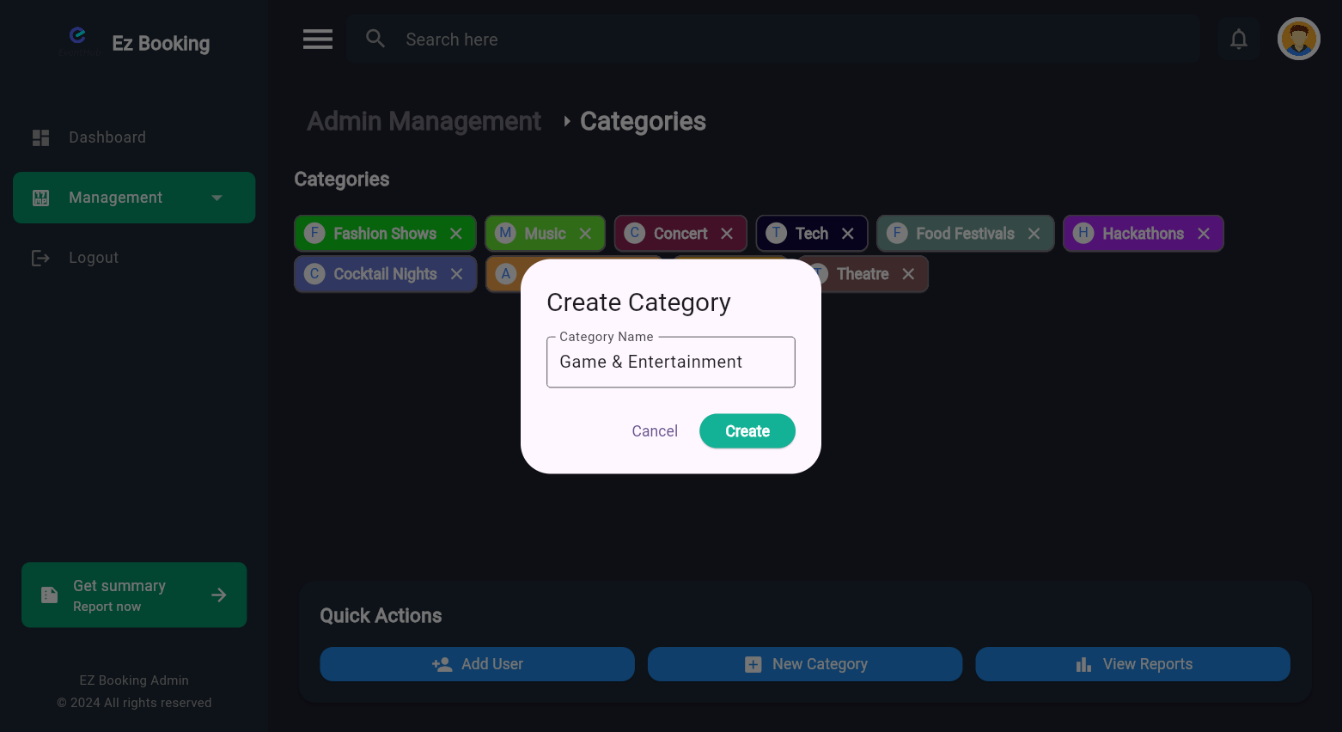 Ez Booking
Search here
Dashboard
Management
Logout
Get summary
Report now
EZ Booking Admin
© 2024 All rights reserved
Admin Management Categories
Categories
F Fashion Shows M Music C Concert T Tech F Food Festivals H Hackathons
C Cocktail Nights A T Theatre
Create Category
Category Name
Game & Entertainment
Cancel Create
Quick Actions
Add User New Category View Reports